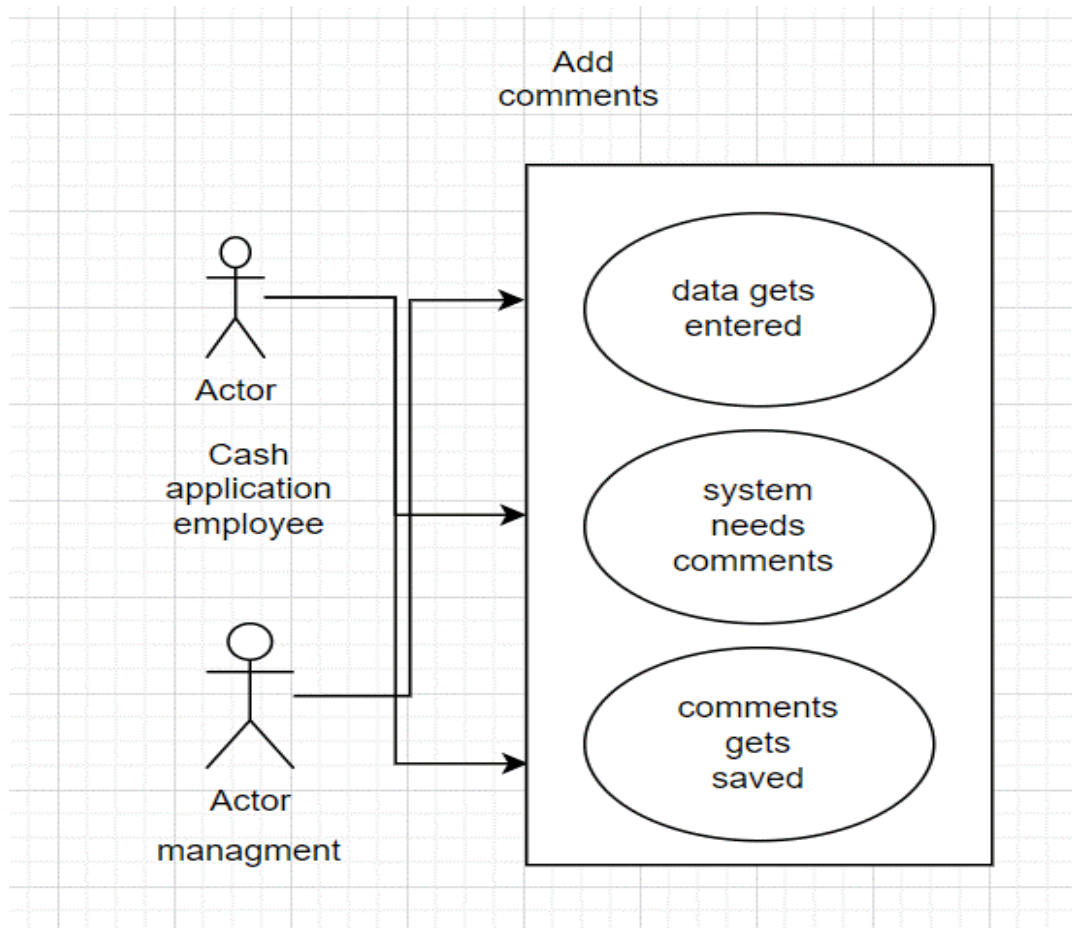 Add
comments
data gets
entered
Actor
Cash
application
employee
system
needs
comments
comments
gets
saved
Actor
managment